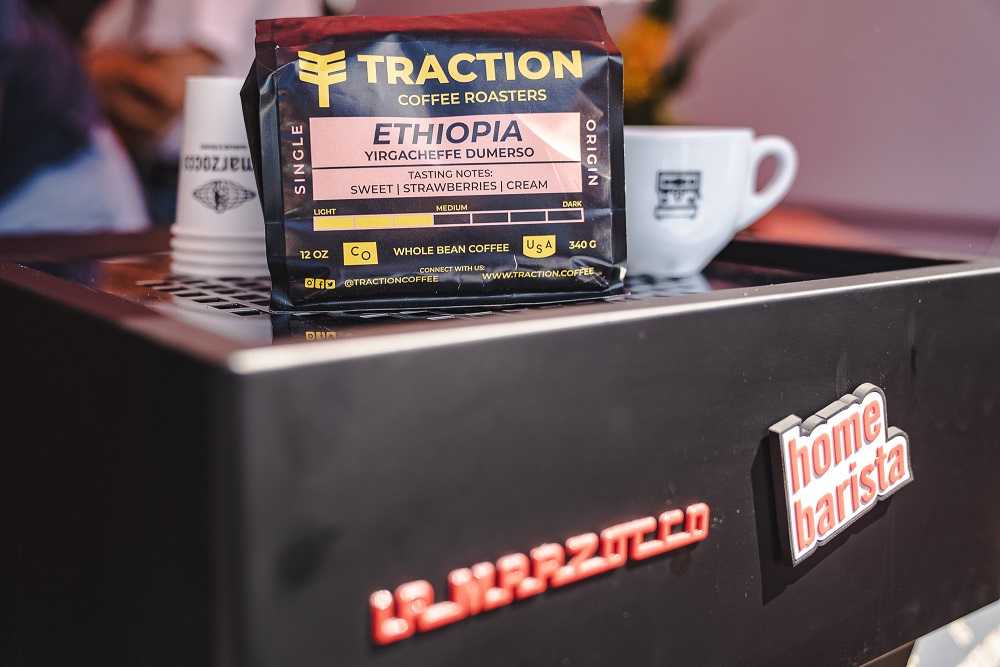 TRACTION
COFFEE ROASTERS
SINGLE
ETHIOPIA
YIRGACHEFFE DUMERSO
TASTING NOTES:
SWEET | STRAWBERRIES | CREAM
ORIGIN
LIGHT MEDIUM DARK
12 OZ CO WHOLE BEAN COFFEE USA 340 G
CONNECT WITH US:
@TRACTIONCOFFEE WWW.TRACTION.COFFEE
marzocco
home
barista
LA MARZOCCO